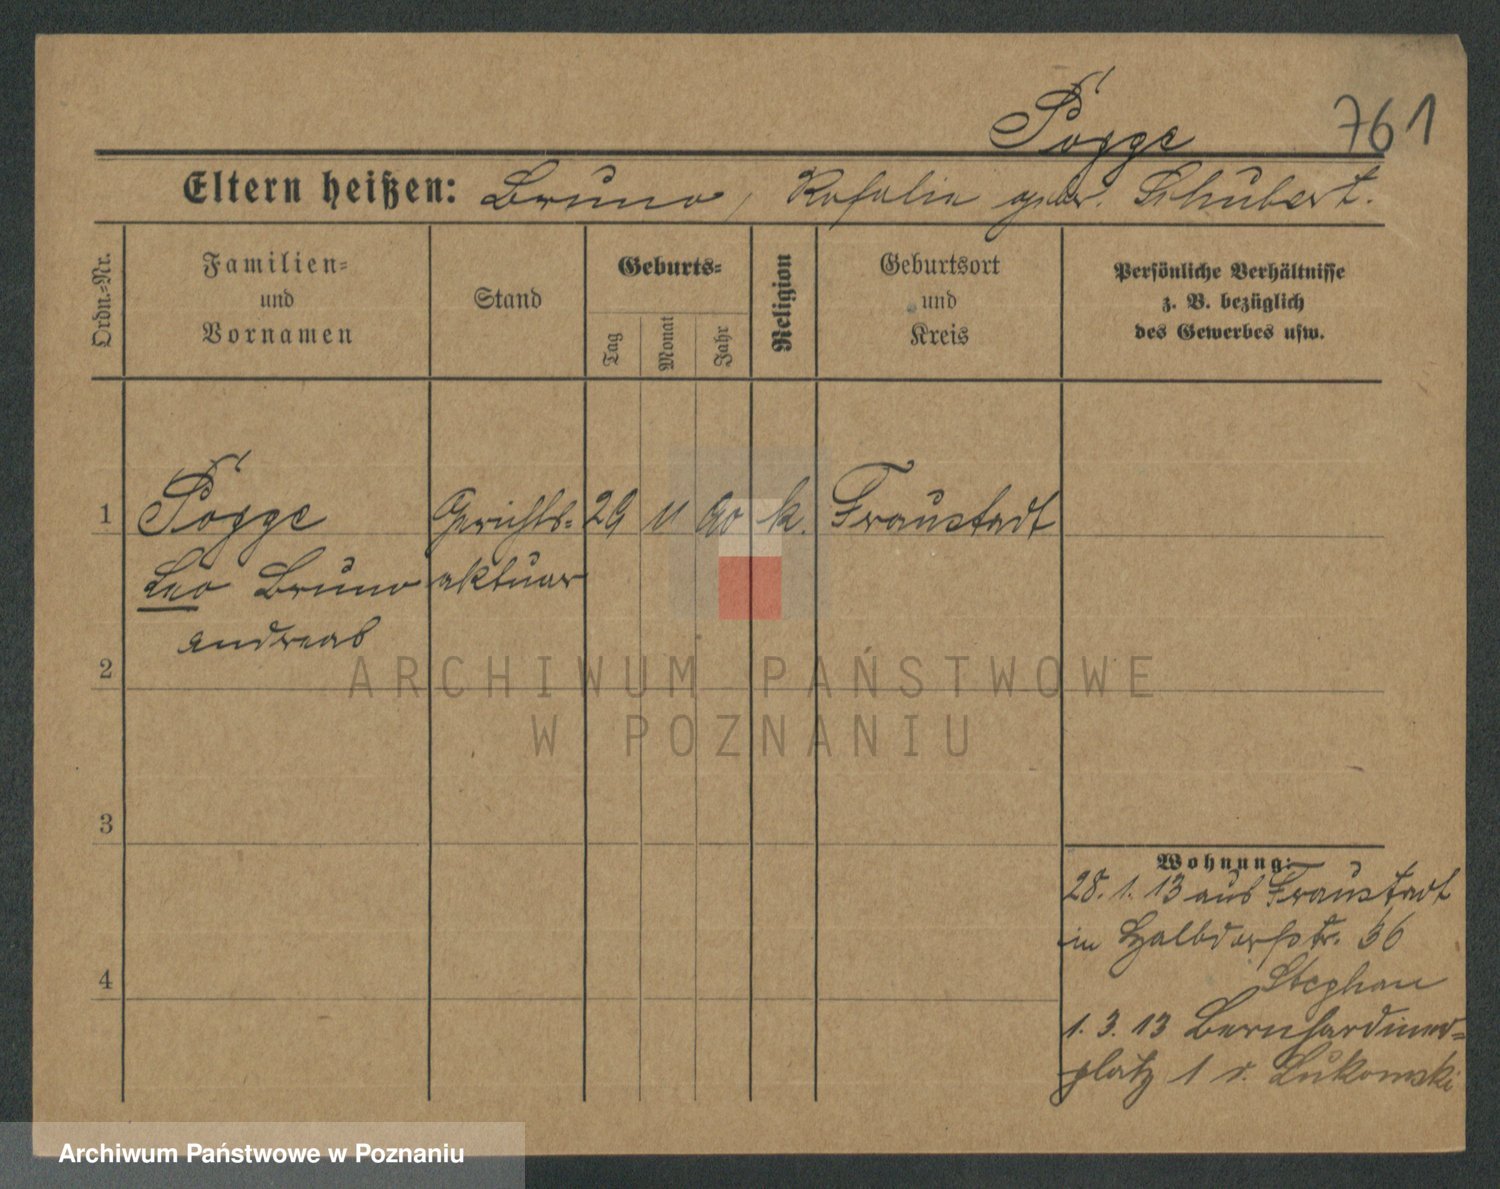 Pögge
761
Eltern heißen: Bruno, Rosalie geb. Schubert.
Ordn.-Nr.
Familien-
und
Vornamen
Stand
Geburts-
Tag
Monat
Jahr
Religion
Geburtsort
und
Kreis
Persönliche Verhältnisse
z. B. bezüglich
des Gewerbes usw.
1 Pögge Gerichts- 29 11 90 k. Fraustadt
Leo Bruno aktuar
Andreas
2
ARCHIWUM PAŃSTWOWE
W POZNANIU
3
Wohnung:
28. 1. 13 aus Fraustadt
in Halbdorfstr. 36
4
Stephan
1. 3. 13 Bernhardiner-
platz 1 v. Lukomski
Archiwum Państwowe w Poznaniu